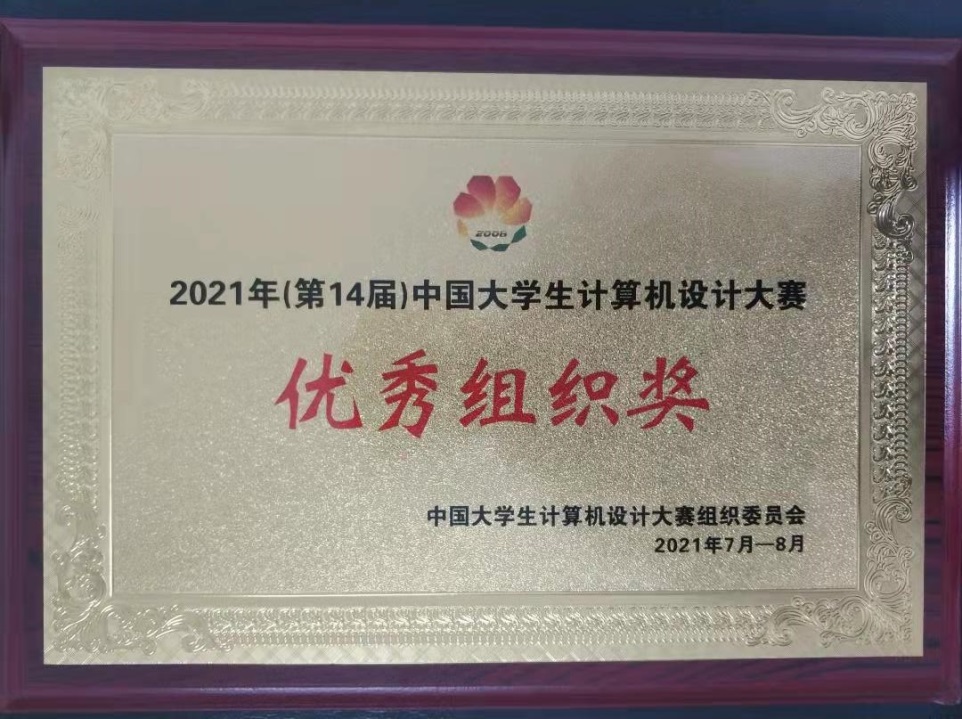 2008
2021年(第14届)中国大学生计算机设计大赛
优秀组织奖
中国大学生计算机设计大赛组织委员会
2021年7月—8月